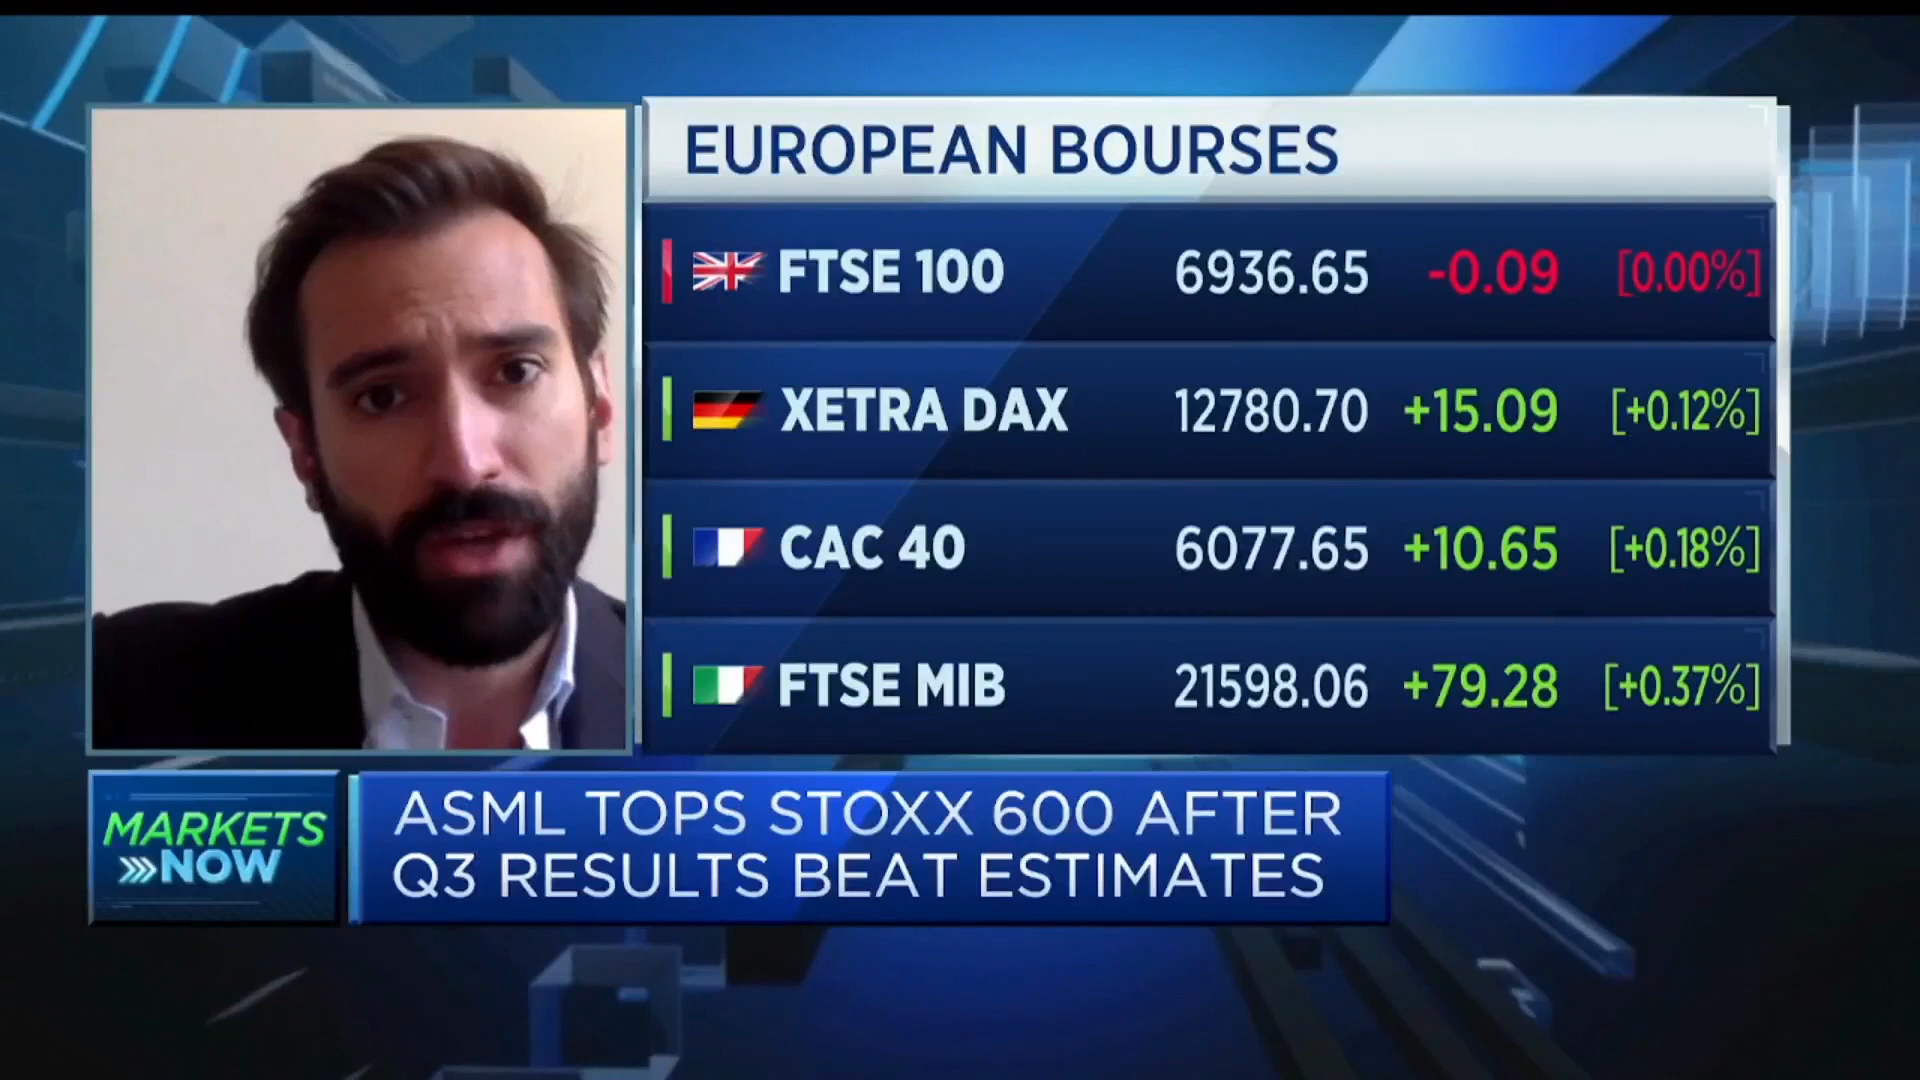 EUROPEAN BOURSES
FTSE 100 6936.65 -0.09 [0.00%]
XETRA DAX 12780.70 +15.09 [+0.12%]
CAC 40 6077.65 +10.65 [+0.18%]
FTSE MIB 21598.06 +79.28 [+0.37%]
MARKETS
NOW
ASML TOPS STOXX 600 AFTER
Q3 RESULTS BEAT ESTIMATES